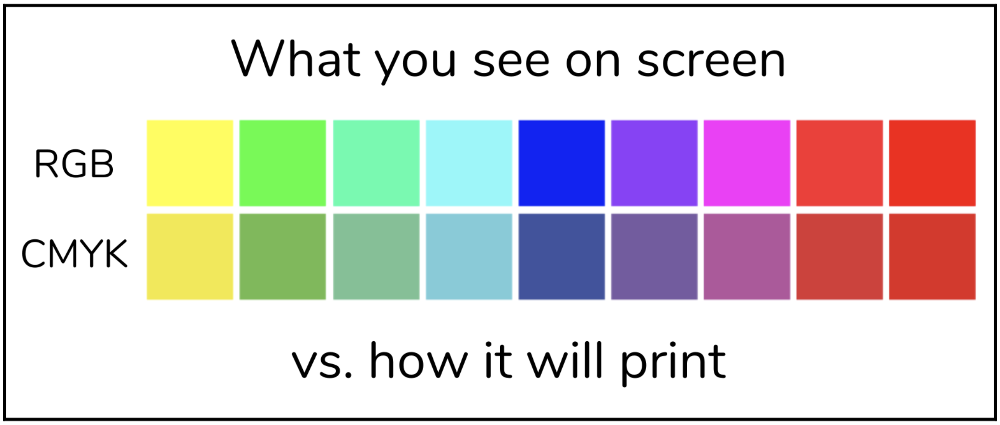 What you see on screen
RGB
CMYK
vs. how it will print